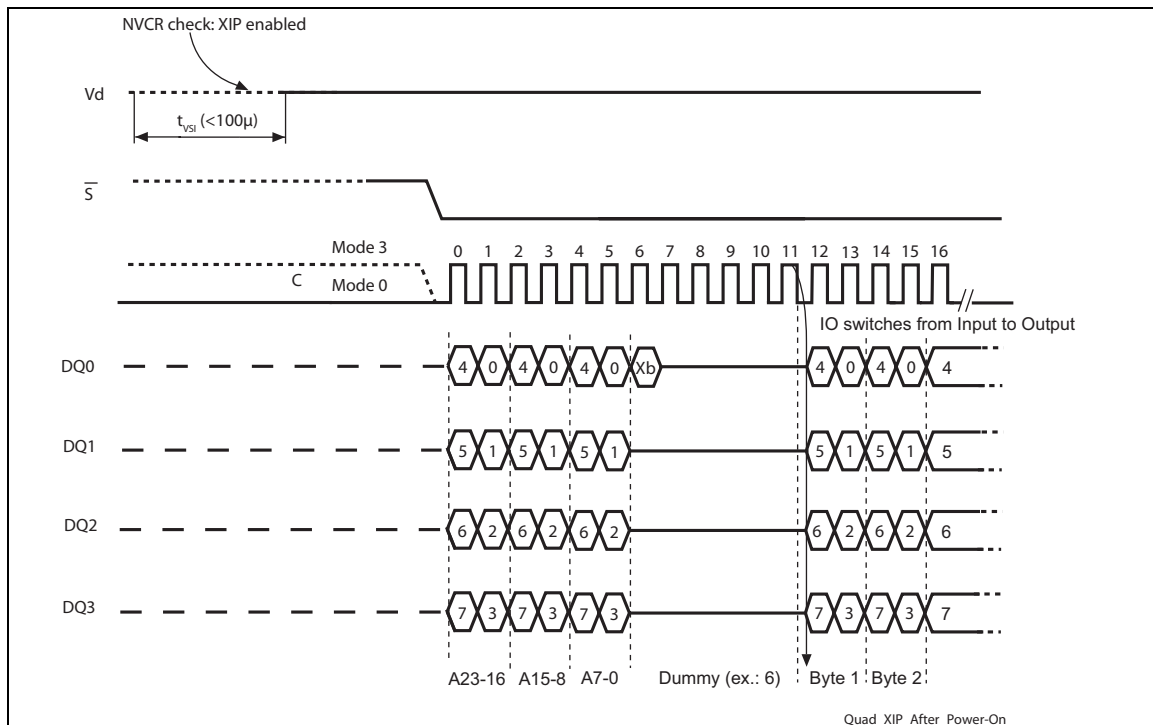 NVCR check: XIP enabled
Vd
tVSI (<100µ)
S
Mode 3
C
Mode 0
0 1 2 3 4 5 6 7 8 9 10 11 12 13 14 15 16
IO switches from Input to Output
DQ0
4 0 4 0 4 0 Xb 4 0 4 0 4
DQ1
5 1 5 1 5 1 5 1 5 1 5
DQ2
6 2 6 2 6 2 6 2 6 2 6
DQ3
7 3 7 3 7 3 7 3 7 3 7
A23-16 A15-8 A7-0 Dummy (ex.: 6) Byte 1 Byte 2
Quad_XIP_After_Power-On